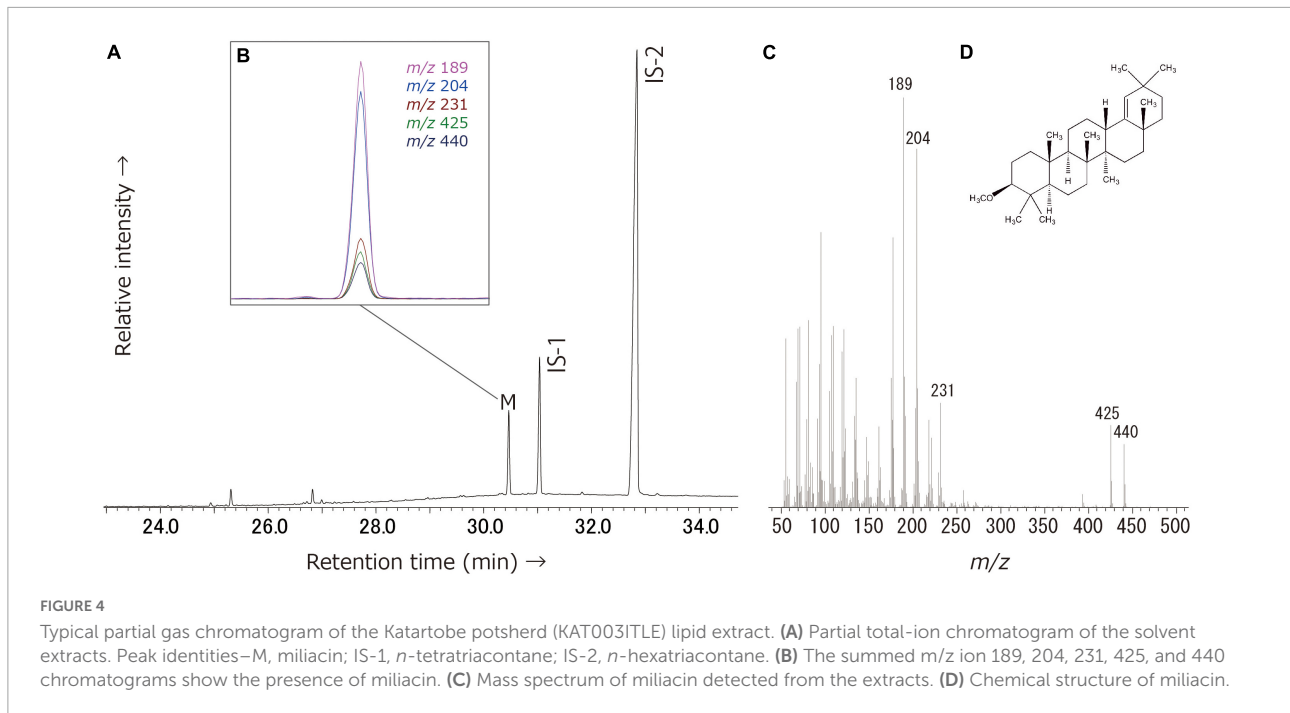 A
B
m/z 189
m/z 204
m/z 231
m/z 425
m/z 440
IS-2
IS-1
M
Relative intensity →
24.0 26.0 28.0 30.0 32.0 34.0
Retention time (min) →
C
189
204
231
425
440
50 100 150 200 250 300 350 400 450 500
m/z
D
H₃C CH₃
H CH₃
CH₃ CH₃
H CH₃
H₃CO
H
H₃C CH₃
FIGURE 4
Typical partial gas chromatogram of the Katartobe potsherd (KAT003ITLE) lipid extract. (A) Partial total-ion chromatogram of the solvent
extracts. Peak identities–M, miliacin; IS-1, n-tetratriacontane; IS-2, n-hexatriacontane. (B) The summed m/z ion 189, 204, 231, 425, and 440
chromatograms show the presence of miliacin. (C) Mass spectrum of miliacin detected from the extracts. (D) Chemical structure of miliacin.